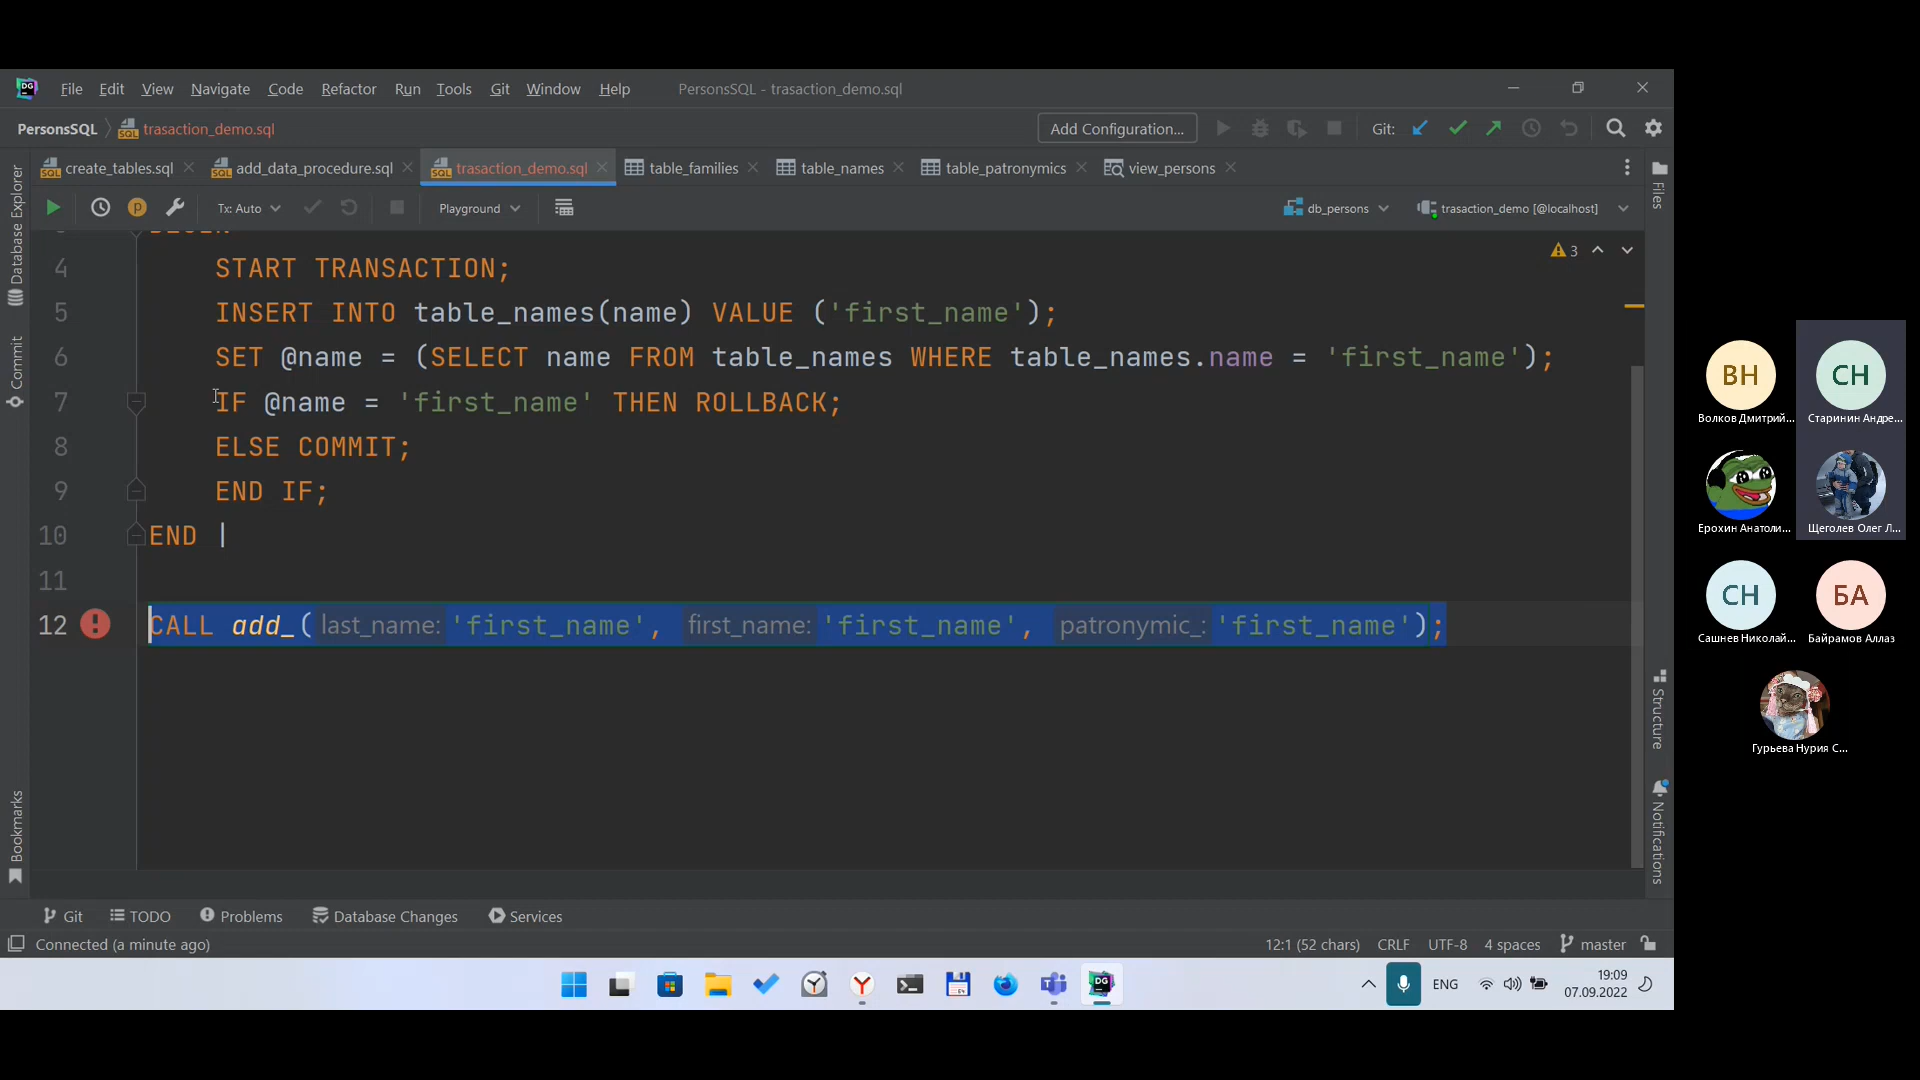 File Edit View Navigate Code Refactor Run Tools Git Window Help PersonsSQL - trasaction_demo.sql
PersonsSQL trasaction_demo.sql Add Configuration... Git:
create_tables.sql add_data_procedure.sql trasaction_demo.sql table_families table_names table_patronymics view_persons
Tx: Auto Playground db_persons trasaction_demo [@localhost]
Database Explorer
Commit
Bookmarks
Files
Structure
Notifications
3
4 START TRANSACTION;
5 INSERT INTO table_names(name) VALUE ('first_name');
6 SET @name = (SELECT name FROM table_names WHERE table_names.name = 'first_name');
7 IF @name = 'first_name' THEN ROLLBACK;
8 ELSE COMMIT;
9 END IF;
10 END |
11
12 CALL add_(last_name: 'first_name', first_name: 'first_name', patronymic_: 'first_name');
Git TODO Problems Database Changes Services
Connected (a minute ago) 12:1 (52 chars) CRLF UTF-8 4 spaces master
ENG 19:09
07.09.2022
ВН СН
Волков Дмитрий... Старинин Андре...
Ерохин Анатоли... Щеголев Олег Л...
СН БА
Сашнев Николай... Байрамов Аллаз
Гурьева Нурия С...